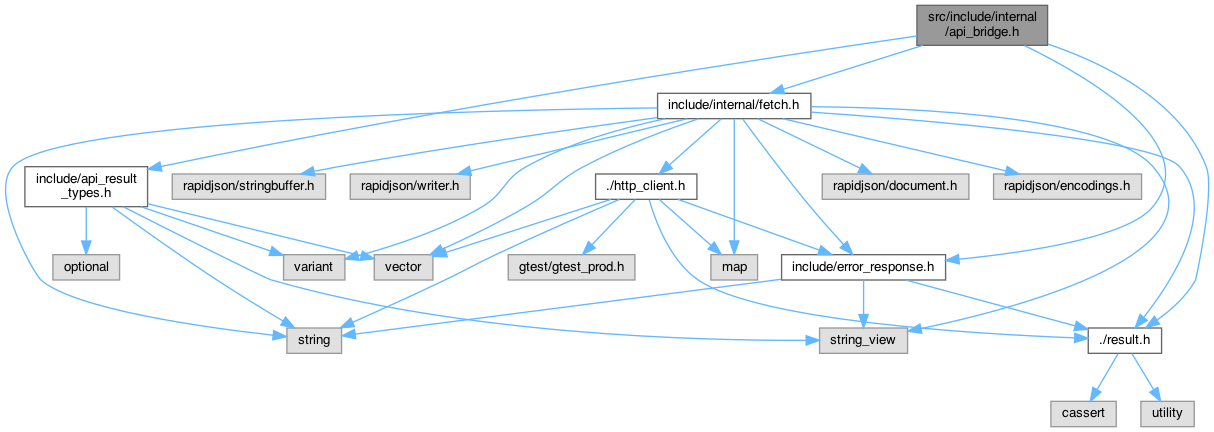 src/include/internal
/api_bridge.h
include/internal/fetch.h
include/api_result
_types.h
rapidjson/stringbuffer.h
rapidjson/writer.h
./http_client.h
rapidjson/document.h
rapidjson/encodings.h
optional
variant
vector
gtest/gtest_prod.h
map
include/error_response.h
string
string_view
./result.h
cassert
utility